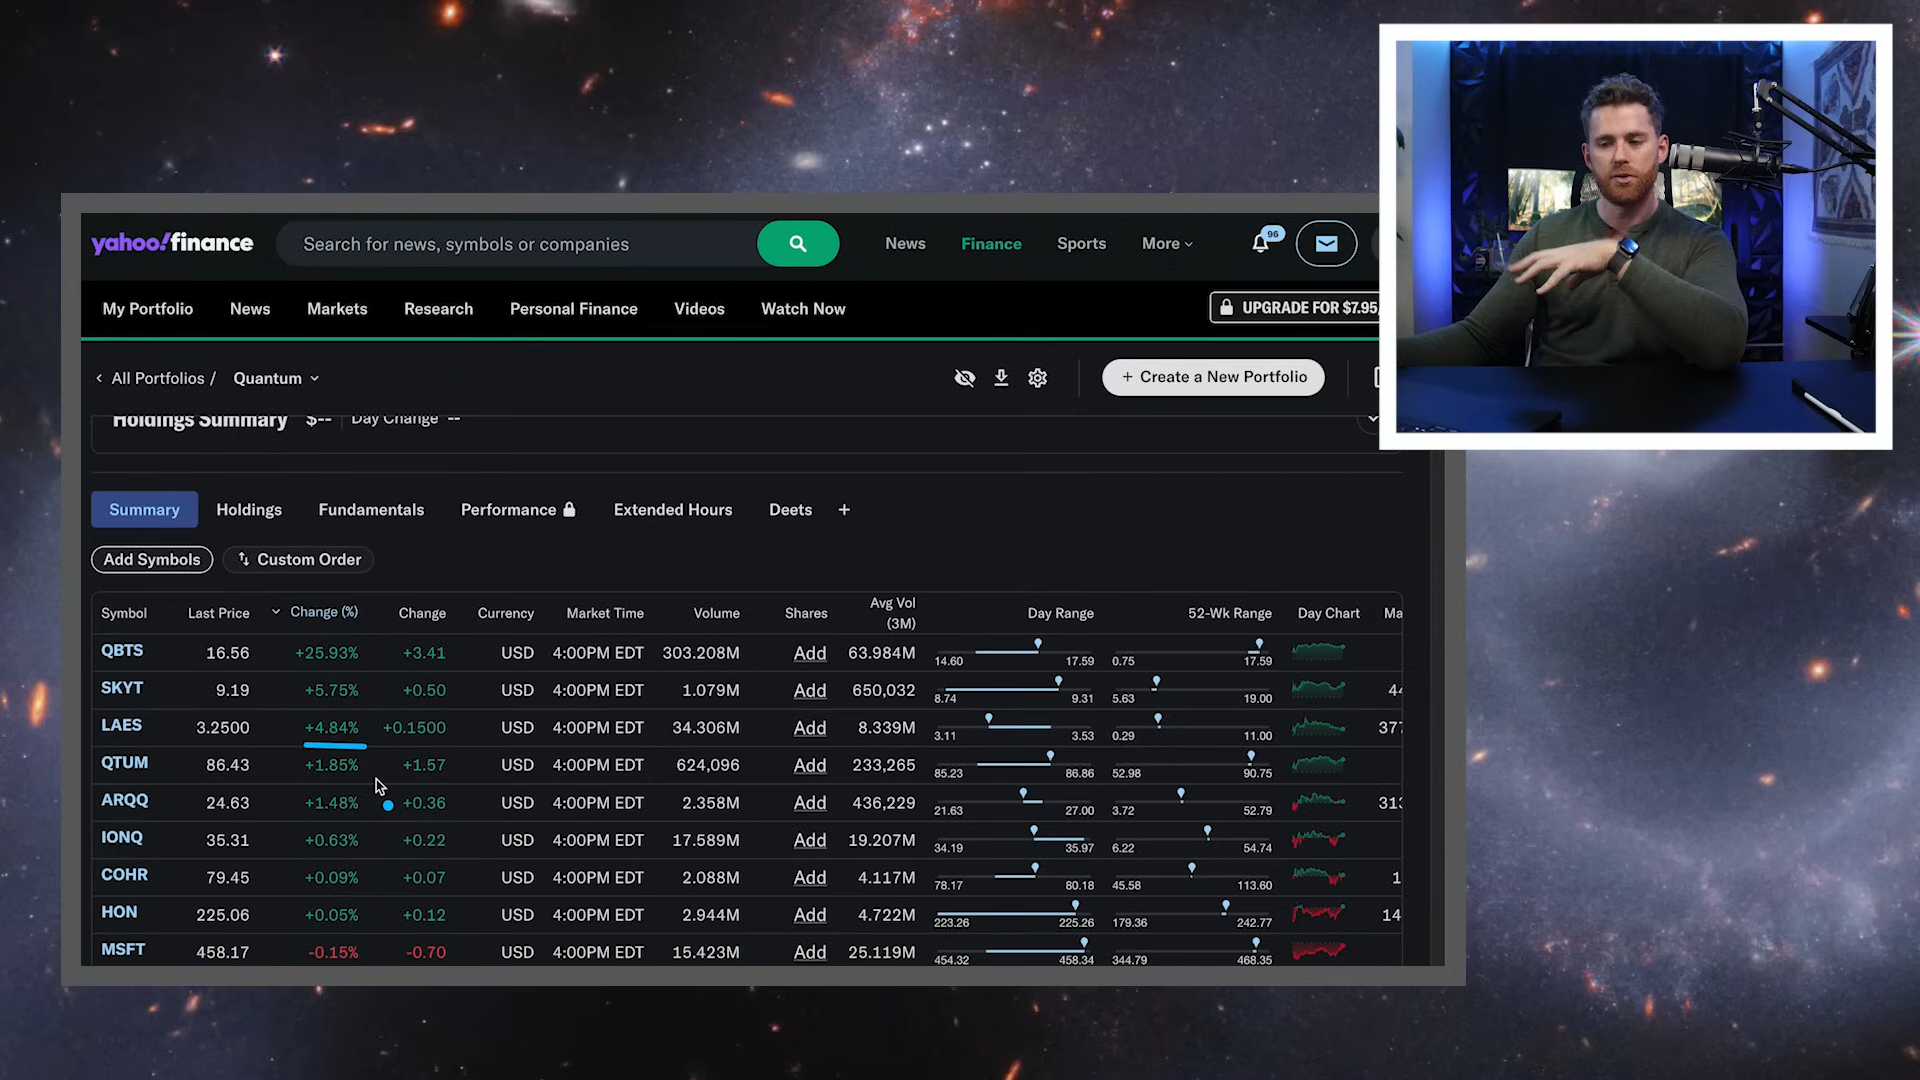 yahoo!finance
Search for news, symbols or companies
News Finance Sports More
96
My Portfolio News Markets Research Personal Finance Videos Watch Now
UPGRADE FOR $7.95
All Portfolios / Quantum
+ Create a New Portfolio
Holdings Summary $-- Day Change --
Summary Holdings Fundamentals Performance Extended Hours Deets +
Add Symbols Custom Order
Symbol Last Price Change (%) Change Currency Market Time Volume Shares Avg Vol (3M) Day Range 52-Wk Range Day Chart Ma
QBTS 16.56 +25.93% +3.41 USD 4:00PM EDT 303.208M Add 63.984M 14.60 17.59 0.75 17.59
SKYT 9.19 +5.75% +0.50 USD 4:00PM EDT 1.079M Add 650,032 8.74 9.31 5.63 19.00 44
LAES 3.2500 +4.84% +0.1500 USD 4:00PM EDT 34.306M Add 8.339M 3.11 3.53 0.29 11.00 377
QTUM 86.43 +1.85% +1.57 USD 4:00PM EDT 624,096 Add 233,265 85.23 86.86 52.98 90.75
ARQQ 24.63 +1.48% +0.36 USD 4:00PM EDT 2.358M Add 436,229 21.63 27.00 3.72 52.79 313
IONQ 35.31 +0.63% +0.22 USD 4:00PM EDT 17.589M Add 19.207M 34.19 35.97 6.22 54.74
COHR 79.45 +0.09% +0.07 USD 4:00PM EDT 2.088M Add 4.117M 78.17 80.18 45.58 113.60 1
HON 225.06 +0.05% +0.12 USD 4:00PM EDT 2.944M Add 4.722M 223.26 225.26 179.36 242.77 14
MSFT 458.17 -0.15% -0.70 USD 4:00PM EDT 15.423M Add 25.119M 454.32 458.34 344.79 468.35